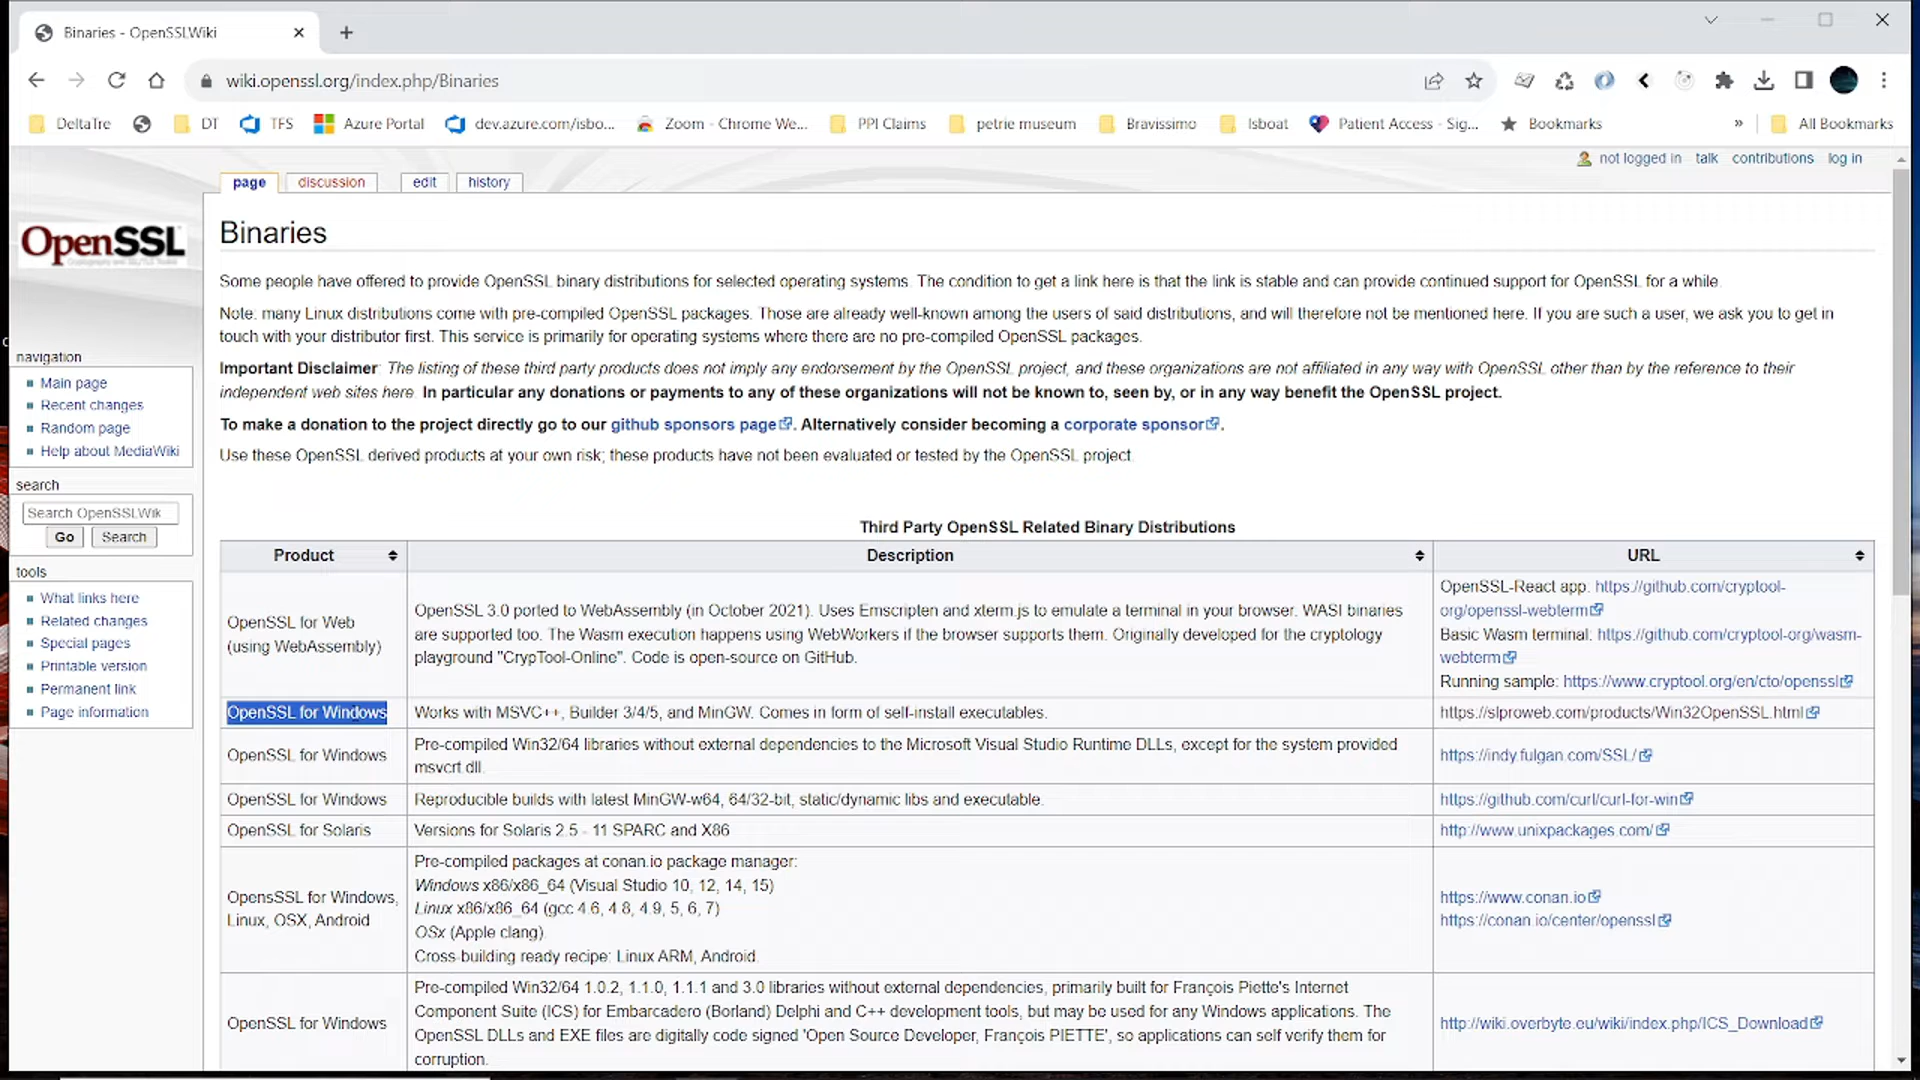 Binaries - OpenSSLWiki
wiki.openssl.org/index.php/Binaries
DeltaTre
DT
TFS
Azure Portal
dev.azure.com/isbo...
Zoom - Chrome We...
PPI Claims
petrie museum
Bravissimo
Isboat
Patient Access - Sig...
Bookmarks
»
All Bookmarks
not logged in talk contributions log in
page discussion edit history
OpenSSL
Binaries
Some people have offered to provide OpenSSL binary distributions for selected operating systems. The condition to get a link here is that the link is stable and can provide continued support for OpenSSL for a while.
Note: many Linux distributions come with pre-compiled OpenSSL packages. Those are already well-known among the users of said distributions, and will therefore not be mentioned here. If you are such a user, we ask you to get in
touch with your distributor first. This service is primarily for operating systems where there are no pre-compiled OpenSSL packages.
Important Disclaimer: The listing of these third party products does not imply any endorsement by the OpenSSL project, and these organizations are not affiliated in any way with OpenSSL other than by the reference to their
independent web sites here. In particular any donations or payments to any of these organizations will not be known to, seen by, or in any way benefit the OpenSSL project.
To make a donation to the project directly go to our github sponsors page. Alternatively consider becoming a corporate sponsor.
Use these OpenSSL derived products at your own risk; these products have not been evaluated or tested by the OpenSSL project.
navigation
Main page
Recent changes
Random page
Help about MediaWiki
search
Search OpenSSLWik
Go Search
tools
What links here
Related changes
Special pages
Printable version
Permanent link
Page information
Third Party OpenSSL Related Binary Distributions
Product Description URL
OpenSSL for Web
(using WebAssembly)
OpenSSL 3.0 ported to WebAssembly (in October 2021). Uses Emscripten and xterm.js to emulate a terminal in your browser. WASI binaries
are supported too. The Wasm execution happens using WebWorkers if the browser supports them. Originally developed for the cryptology
playground "CrypTool-Online". Code is open-source on GitHub.
OpenSSL-React app: https://github.com/cryptool-
org/openssl-webterm
Basic Wasm terminal: https://github.com/cryptool-org/wasm-
webterm
Running sample: https://www.cryptool.org/en/cto/openssl
OpenSSL for Windows
Works with MSVC++, Builder 3/4/5, and MinGW. Comes in form of self-install executables.
https://slproweb.com/products/Win32OpenSSL.html
OpenSSL for Windows
Pre-compiled Win32/64 libraries without external dependencies to the Microsoft Visual Studio Runtime DLLs, except for the system provided
msvcrt.dll.
https://indy.fulgan.com/SSL/
OpenSSL for Windows
Reproducible builds with latest MinGW-w64, 64/32-bit, static/dynamic libs and executable.
https://github.com/curl/curl-for-win
OpenSSL for Solaris
Versions for Solaris 2.5 - 11 SPARC and X86
http://www.unixpackages.com/
OpensSSL for Windows,
Linux, OSX, Android
Pre-compiled packages at conan.io package manager:
Windows x86/x86_64 (Visual Studio 10, 12, 14, 15)
Linux x86/x86_64 (gcc 4.6, 4.8, 4.9, 5, 6, 7)
OSx (Apple clang).
Cross-building ready recipe: Linux ARM, Android.
https://www.conan.io
https://conan.io/center/openssl
OpenSSL for Windows
Pre-compiled Win32/64 1.0.2, 1.1.0, 1.1.1 and 3.0 libraries without external dependencies, primarily built for François Piette's Internet
Component Suite (ICS) for Embarcadero (Borland) Delphi and C++ development tools, but may be used for any Windows applications. The
OpenSSL DLLs and EXE files are digitally code signed 'Open Source Developer, François PIETTE', so applications can self verify them for
corruption.
http://wiki.overbyte.eu/wiki/index.php/ICS_Download